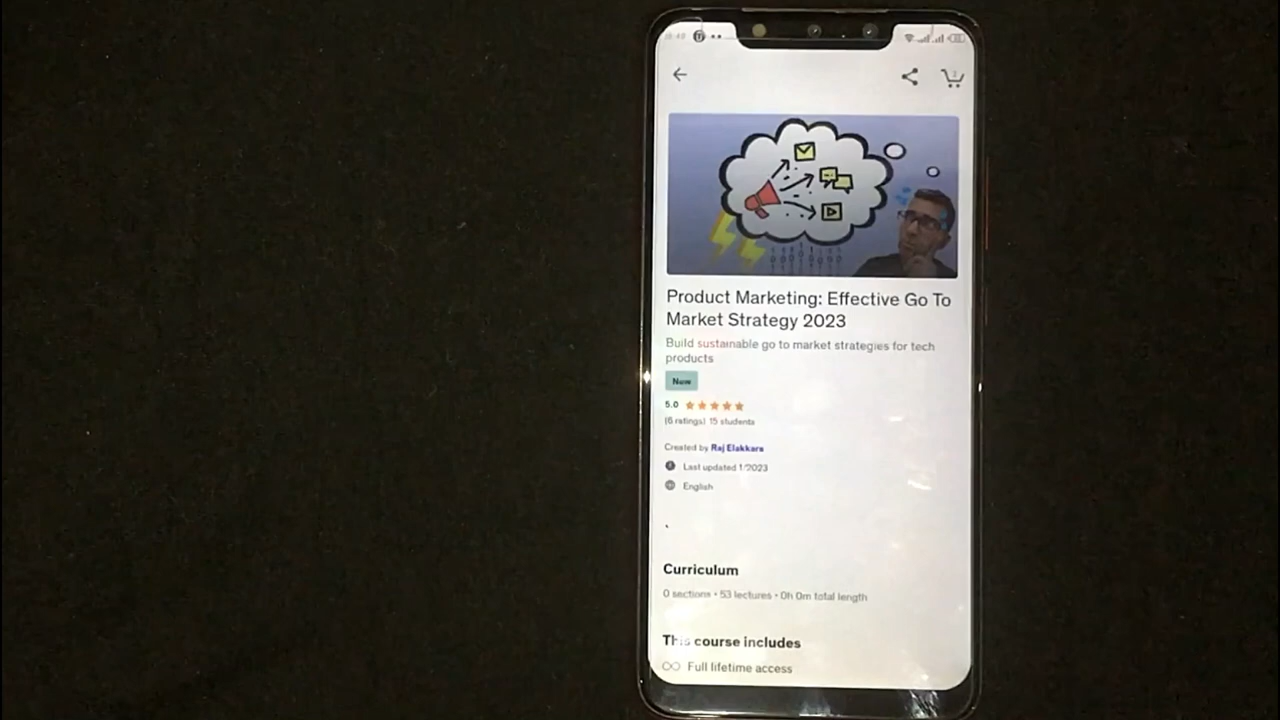 Product Marketing: Effective Go To
Market Strategy 2023
Build sustainable go to market strategies for tech
products
New
5.0
(6 ratings) 15 students
Created by Raj Elakkara
Last updated 1/2023
English
Curriculum
0 sections • 53 lectures • 0h 0m total length
This course includes
Full lifetime access